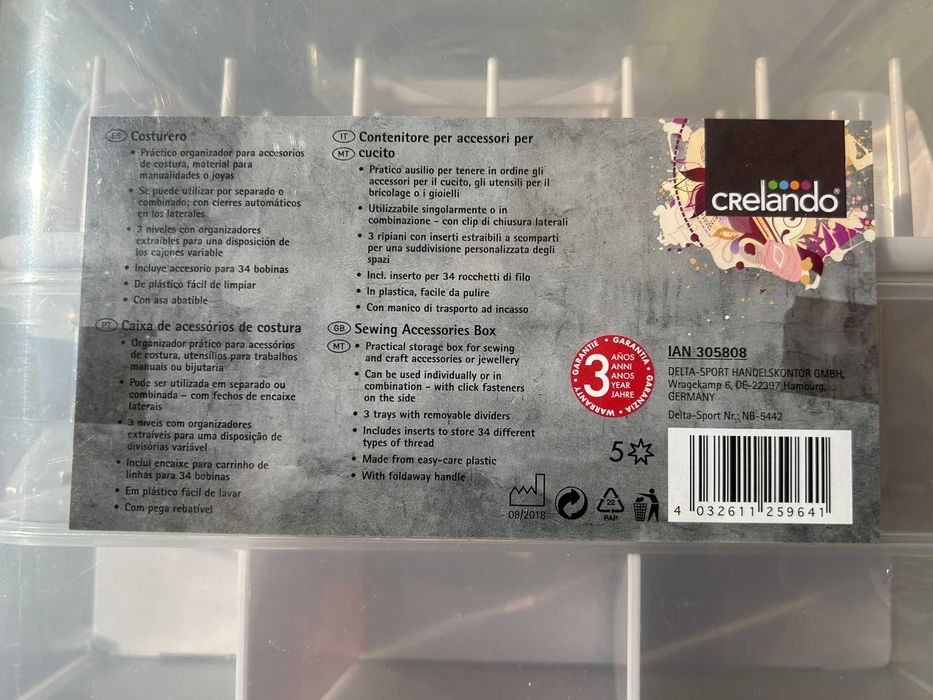 ES Costurero
• Práctico organizador para accesorios
de costura, material para
manualidades o joyas
• Se puede utilizar por separado o
combinado; con cierres automáticos
en los laterales
• 3 niveles con organizadores
extraíbles para una disposición de
los cajones variable
• Incluye accesorio para 34 bobinas
• De plástico fácil de limpiar
• Con asa abatible
PT Caixa de acessórios de costura
• Organizador prático para acessórios
de costura, utensílios para trabalhos
manuais ou bijutaria
• Pode ser utilizada em separado ou
combinada – com fechos de encaixe
laterais
• 3 níveis com organizadores
extraíveis para uma disposição de
divisórias variável
• Inclui encaixe para carrinho de
linhas para 34 bobinas
• Em plástico fácil de lavar
• Com pega rebatível
IT Contenitore per accessori per
MT cucito
• Pratico ausilio per tenere in ordine gli
accessori per il cucito, gli utensili per il
bricolage o i gioielli
• Utilizzabile singolarmente o in
combinazione – con clip di chiusura laterali
• 3 ripiani con inserti estraibili a scomparti
per una suddivisione personalizzata degli
spazi
• Incl. inserto per 34 rocchetti di filo
• In plastica, facile da pulire
• Con manico di trasporto ad incasso
GB Sewing Accessories Box
MT • Practical storage box for sewing
and craft accessories or jewellery
• Can be used individually or in
combination – with click fasteners
on the side
• 3 trays with removable dividers
• Includes inserts to store 34 different
types of thread
• Made from easy-care plastic
• With foldaway handle
crelando®
GARANTIE • GARANTÍA • GARANZIA • WARRANTY •
3 AÑOS
ANNI
ANOS
YEAR
JAHRE
IAN 305808
DELTA-SPORT HANDELSKONTOR GMBH,
Wragekamp 6, DE-22397 Hamburg,
GERMANY
Delta-Sport Nr.: NB-5442
5
08/2018
22
PAP
4 032611 259641